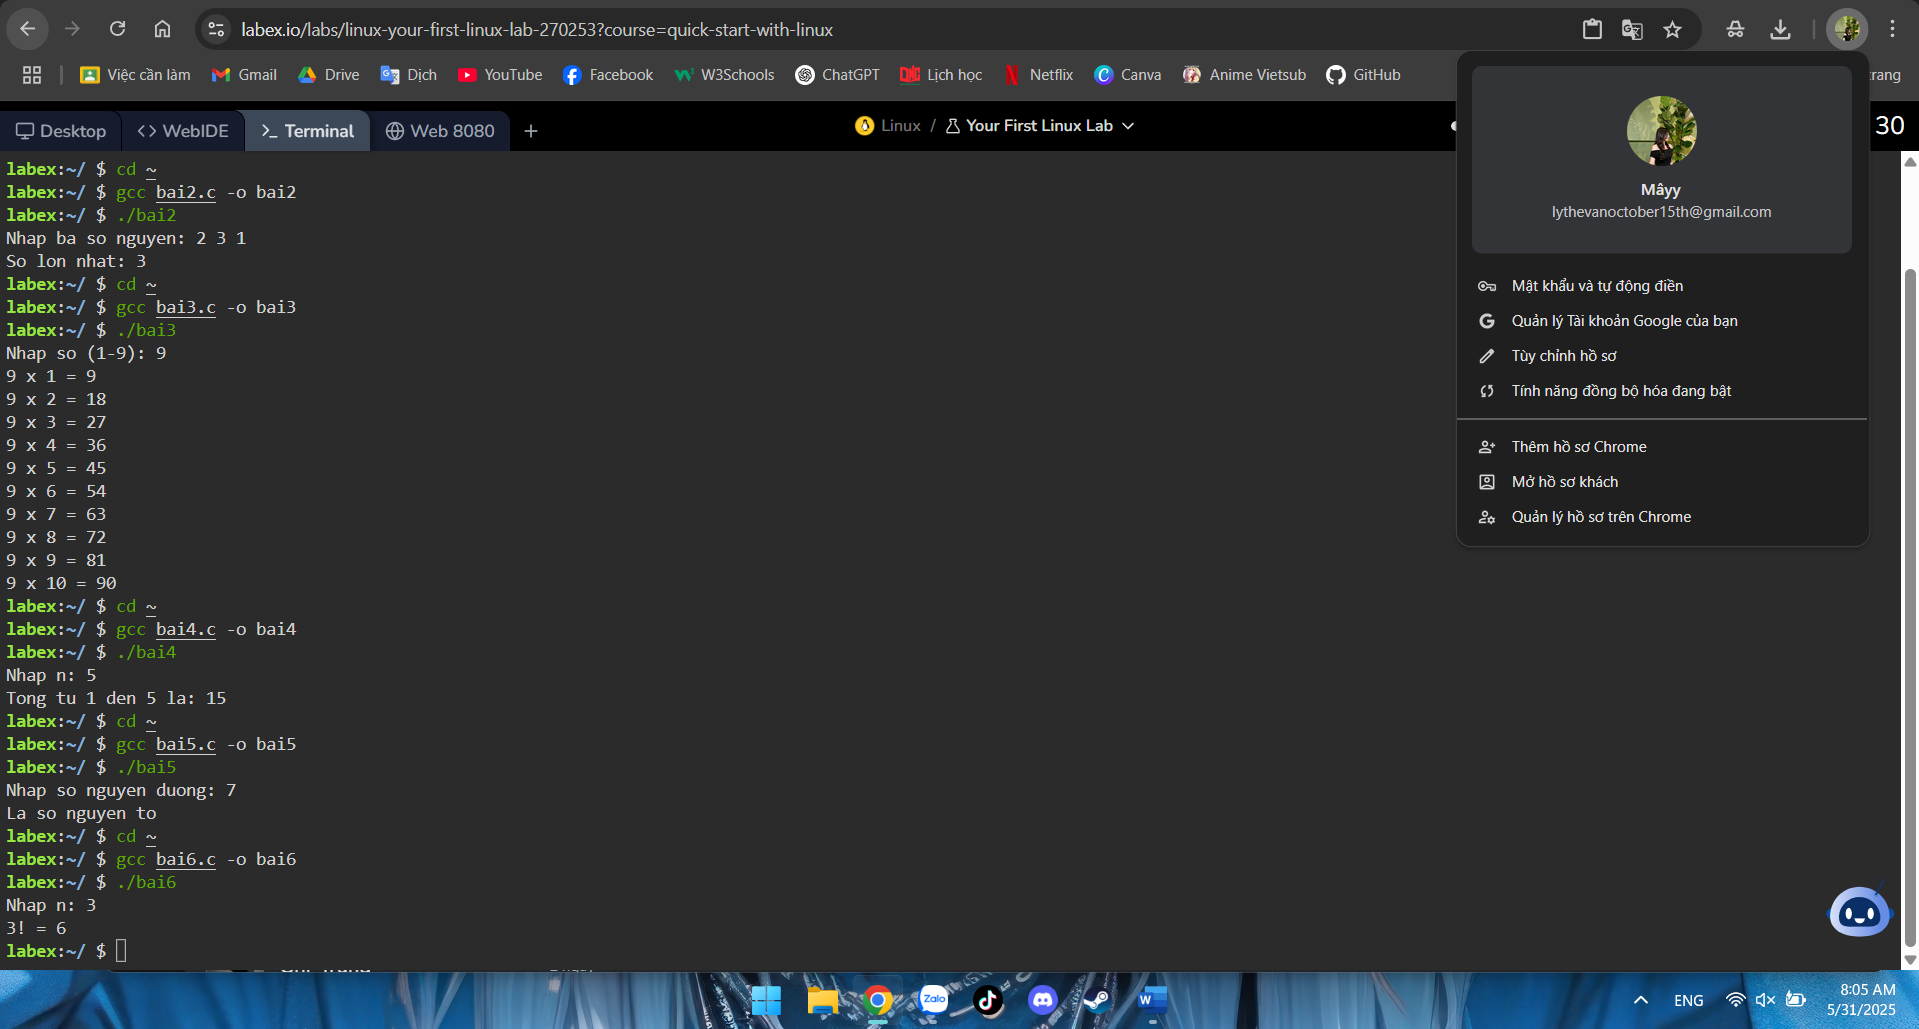 labex.io/labs/linux-your-first-linux-lab-270253?course=quick-start-with-linux
Việc cần làm Gmail Drive Dịch YouTube Facebook W3Schools ChatGPT Lịch học Netflix Canva Anime Vietsub GitHub rang
Desktop WebIDE Terminal Web 8080 Linux / Your First Linux Lab 30
labex:~/ $ cd ~
labex:~/ $ gcc bai2.c -o bai2
labex:~/ $ ./bai2
Nhap ba so nguyen: 2 3 1
So lon nhat: 3
labex:~/ $ cd ~
labex:~/ $ gcc bai3.c -o bai3
labex:~/ $ ./bai3
Nhap so (1-9): 9
9 x 1 = 9
9 x 2 = 18
9 x 3 = 27
9 x 4 = 36
9 x 5 = 45
9 x 6 = 54
9 x 7 = 63
9 x 8 = 72
9 x 9 = 81
9 x 10 = 90
labex:~/ $ cd ~
labex:~/ $ gcc bai4.c -o bai4
labex:~/ $ ./bai4
Nhap n: 5
Tong tu 1 den 5 la: 15
labex:~/ $ cd ~
labex:~/ $ gcc bai5.c -o bai5
labex:~/ $ ./bai5
Nhap so nguyen duong: 7
La so nguyen to
labex:~/ $ cd ~
labex:~/ $ gcc bai6.c -o bai6
labex:~/ $ ./bai6
Nhap n: 3
3! = 6
labex:~/ $
Mâyy
lythevanoctober15th@gmail.com
Mật khẩu và tự động điền
Quản lý Tài khoản Google của bạn
Tùy chỉnh hồ sơ
Tính năng đồng bộ hóa đang bật
Thêm hồ sơ Chrome
Mở hồ sơ khách
Quản lý hồ sơ trên Chrome
Zalo
W
ENG
8:05 AM
5/31/2025